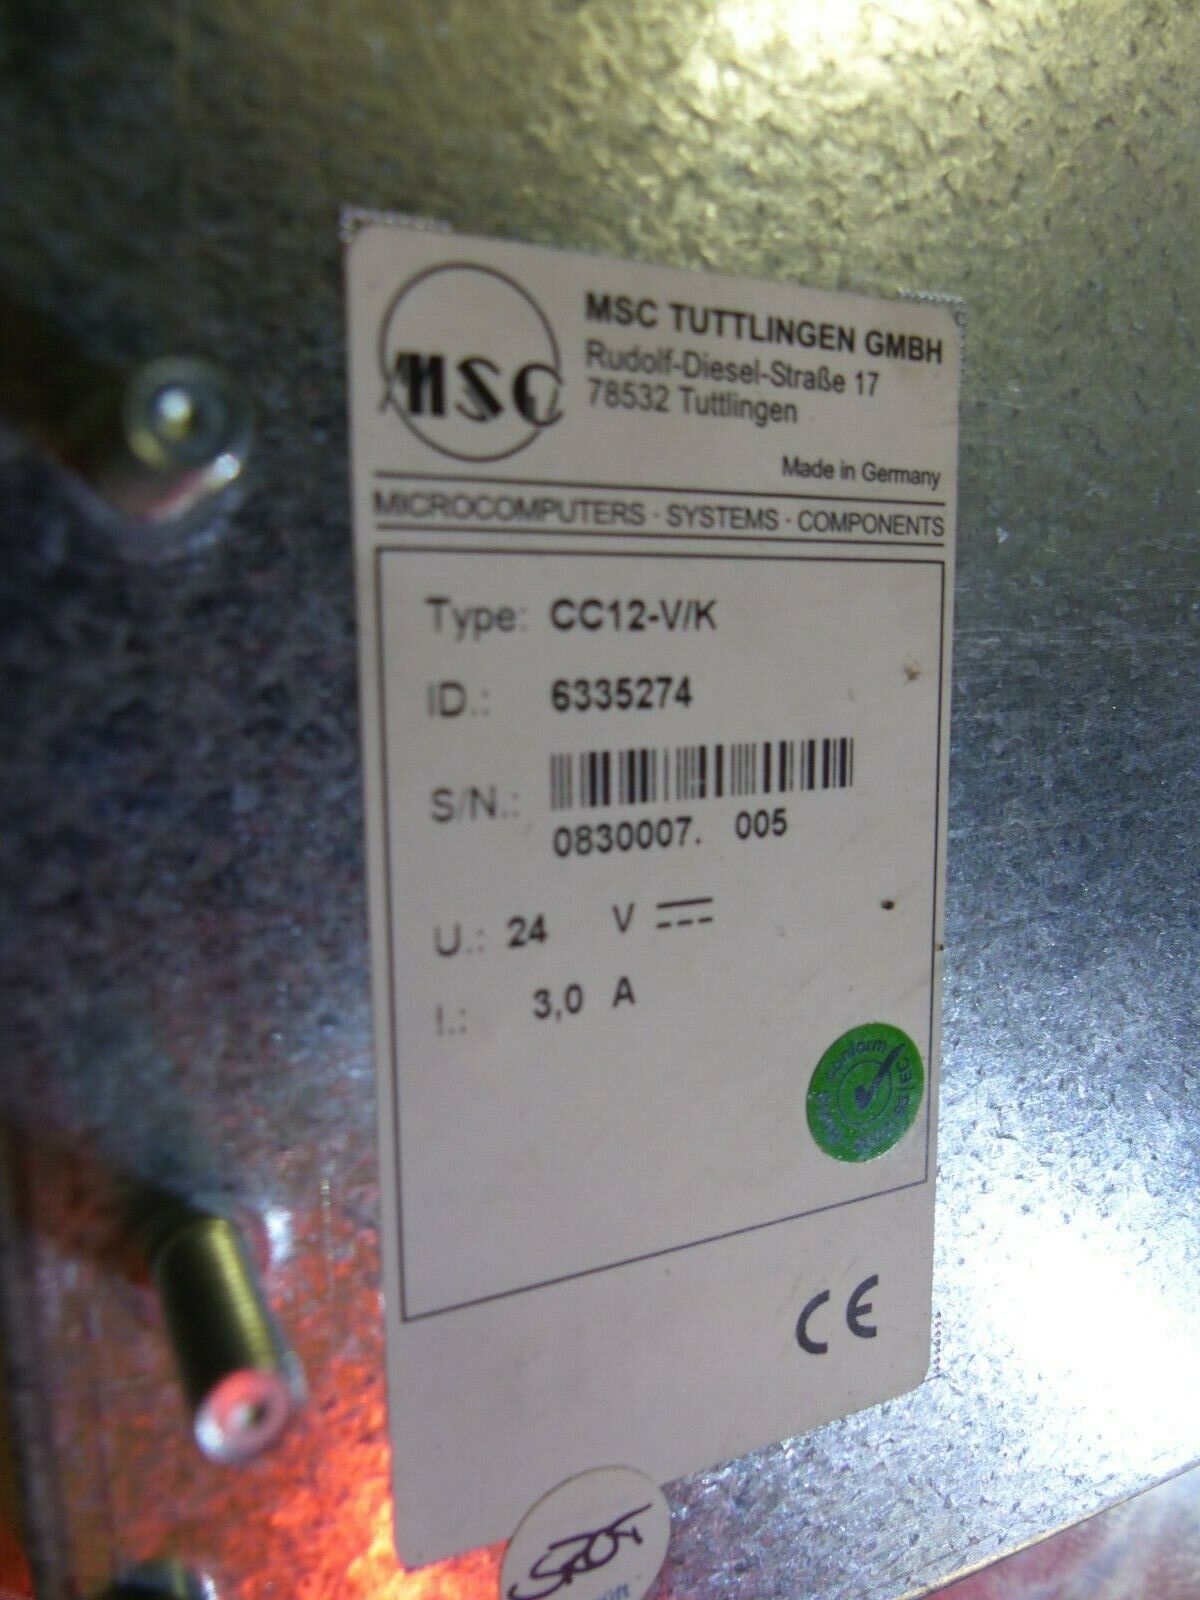 MSC
MSC TUTTLINGEN GMBH
Rudolf-Diesel-Straße 17
78532 Tuttlingen
Made in Germany
MICROCOMPUTERS · SYSTEMS · COMPONENTS
Type: CC12-V/K
ID.: 6335274
S/N.:
0830007. 005
U.: 24 V
I.: 3,0 A
conform
CE